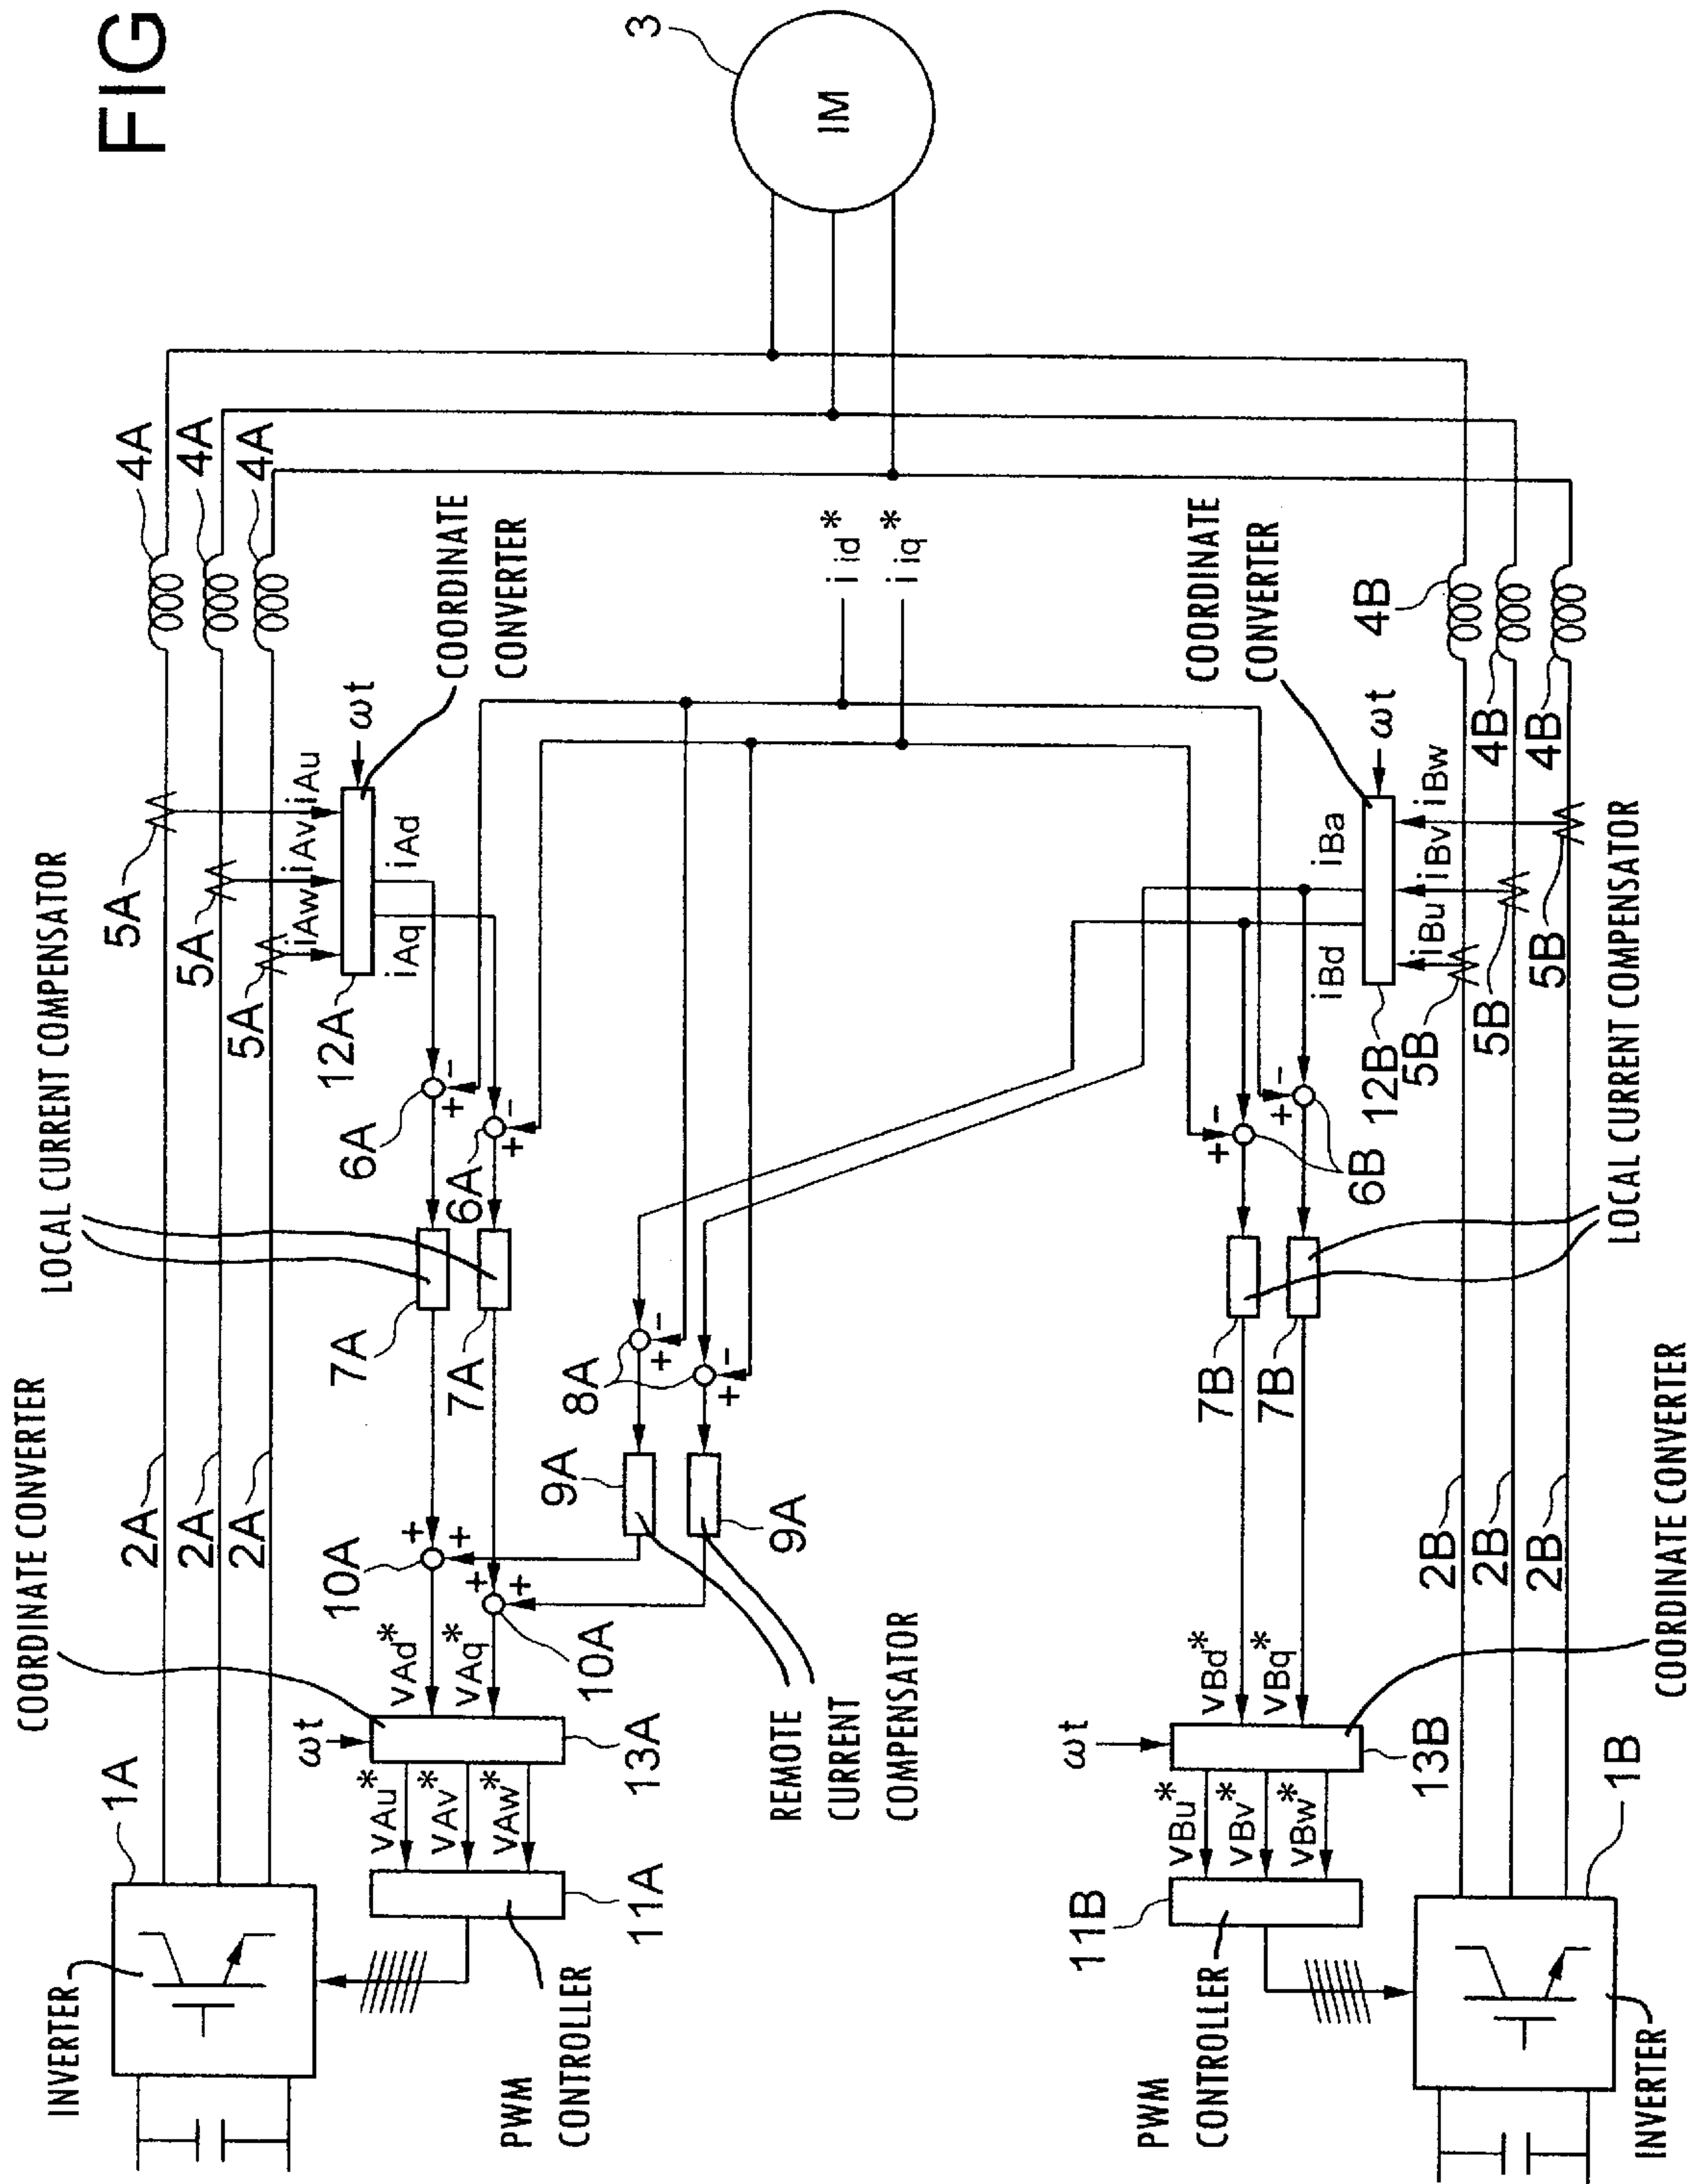 FIG
3
IM
4A
4A
4A
COORDINATE
CONVERTER
ωt
5A
5A
5A
iAu
iAv
iAw
iAd
iAq
12A
LOCAL CURRENT COMPENSATOR
6A
6A
7A
7A
iid*
iiq*
8A
9A
9A
10A
10A
REMOTE
CURRENT
COMPENSATOR
2A
2A
2A
COORDINATE CONVERTER
vAd*
vAq*
ωt
13A
vAu*
vAv*
vAw*
11A
1A
INVERTER
PWM
CONTROLLER
COORDINATE
CONVERTER
4B
4B
4B
ωt
iBw
iBv
iBu
iBa
iBd
12B
5B
5B
5B
6B
LOCAL CURRENT COMPENSATOR
7B
7B
2B
2B
2B
COORDINATE CONVERTER
vBd*
vBq*
ωt
13B
vBu*
vBv*
vBw*
11B
1B
PWM
CONTROLLER
INVERTER
+
-
+
-
+
-
+
-
+
-
+
-
+
+
+
+